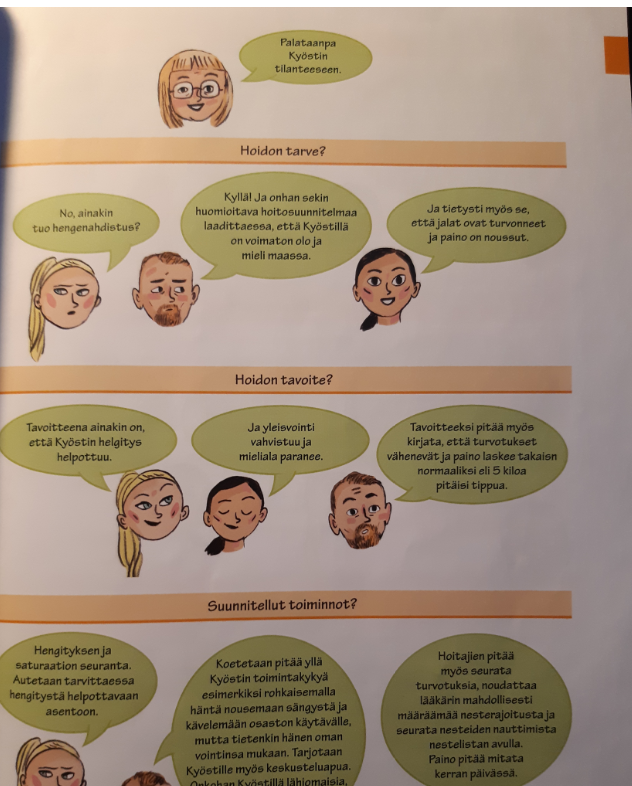 Palataanpa
Kyöstin
tilanteeseen.
Hoidon tarve?
No, ainakin
tuo hengenahdistus?
Kyllä! Ja onhan sekin
huomioitava hoitosuunnitelmaa
laadittaessa, että Kyöstillä
on voimaton olo ja
mieli maassa.
Ja tietysti myös se,
että jalat ovat turvonneet
ja paino on noussut.
Hoidon tavoite?
Tavoitteena ainakin on,
että Kyöstin helgitys
helpottuu.
Ja yleisvointi
vahvistuu ja
mieliala paranee.
Tavoitteeksi pitää myös
kirjata, että turvotukset
vähenevät ja paino laskee takaisin
normaaliksi eli 5 kiloa
pitäisi tippua.
Suunnitellut toiminnot?
Hengityksen ja
saturaation seuranta.
Autetaan tarvittaessa
hengitystä helpottavaan
asentoon.
Koetetaan pitää yllä
Kyöstin toimintakykyä
esimerkiksi rohkaisemalla
häntä nousemaan sängystä ja
kävelemään osaston käytävälle,
mutta tietenkin hänen oman
vointinsa mukaan. Tarjotaan
Kyöstille myös keskusteluapua.
Onkohan Kyöstillä lähiomaisia,
Hoitajien pitää
myös seurata
turvotuksia, noudattaa
lääkärin mahdollisesti
määräämää nesterajoitusta ja
seurata nesteiden nauttimista
nestelistan avulla.
Paino pitää mitata
kerran päivässä.